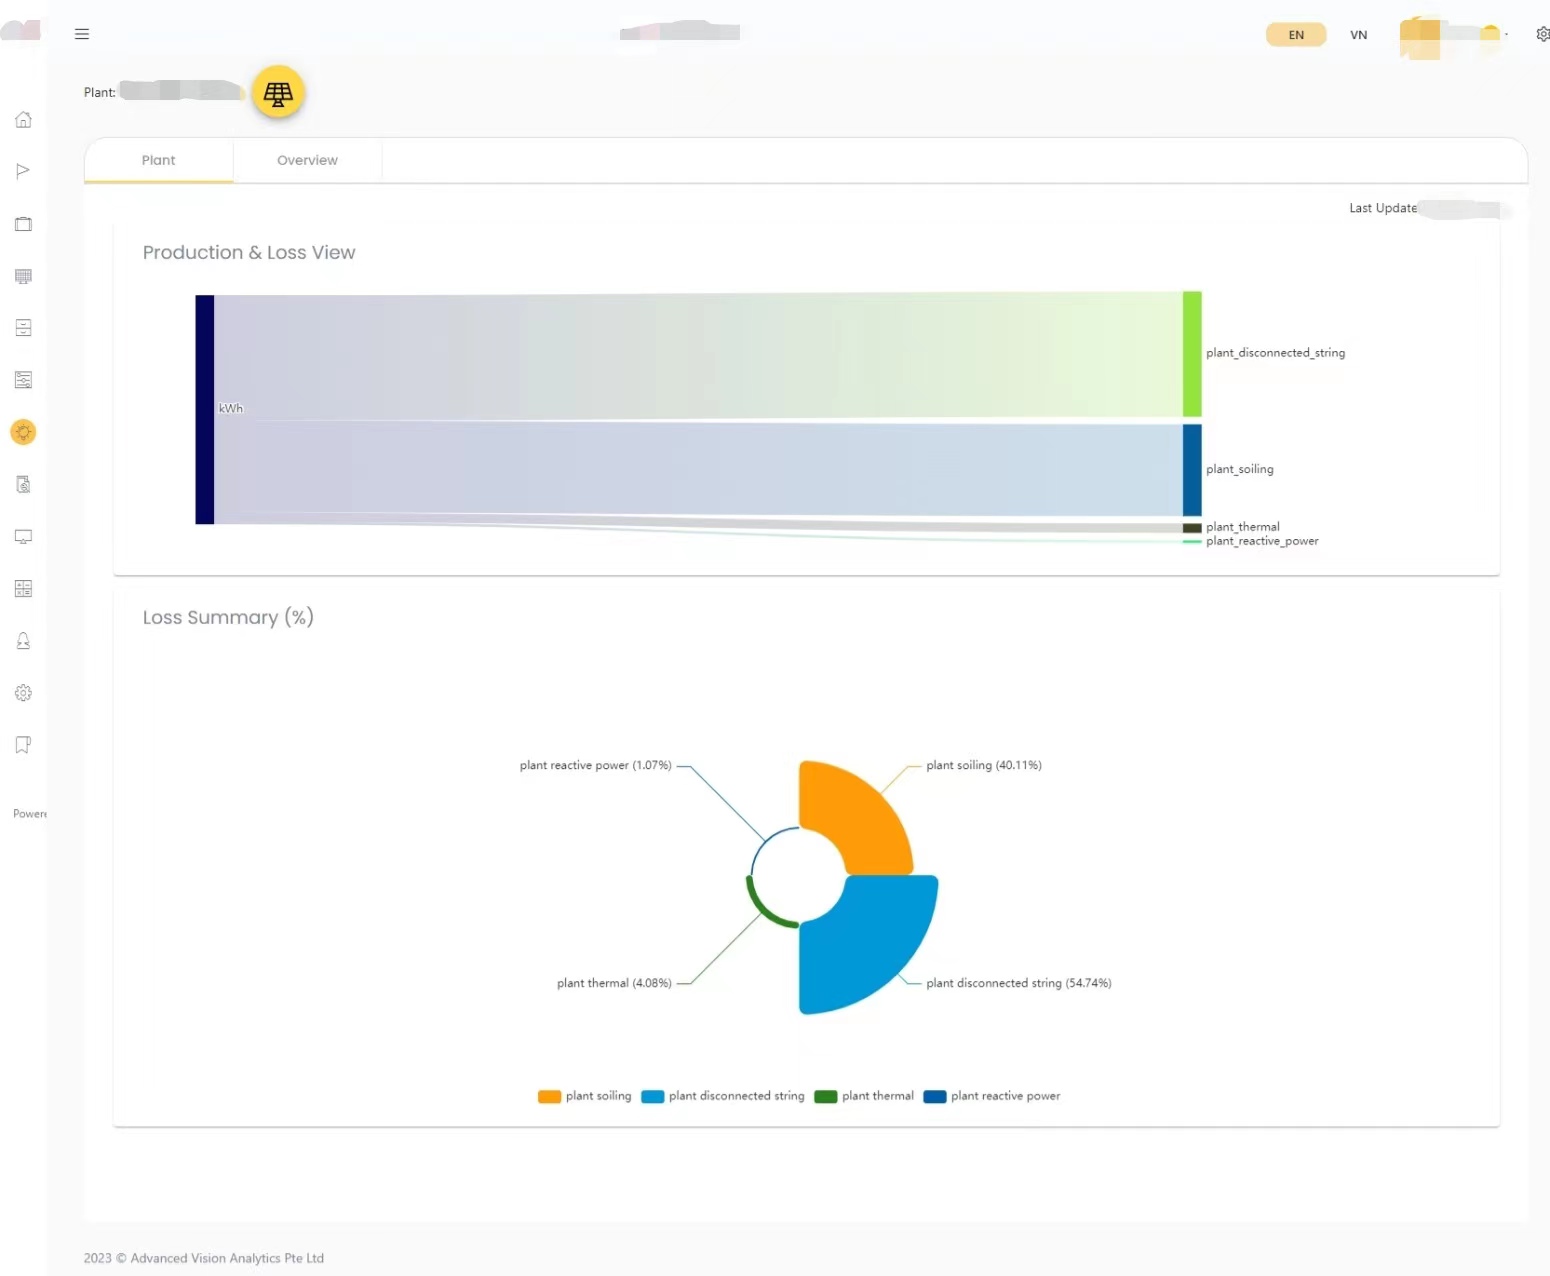 EN VN
Plant:
Plant Overview
Last Update
Production & Loss View
kWh
plant_disconnected_string
plant_soiling
plant_thermal
plant_reactive_power
Loss Summary (%)
plant reactive power (1.07%)
plant soiling (40.11%)
plant thermal (4.08%)
plant disconnected string (54.74%)
plant soiling plant disconnected string plant thermal plant reactive power
Powere
2023 © Advanced Vision Analytics Pte Ltd